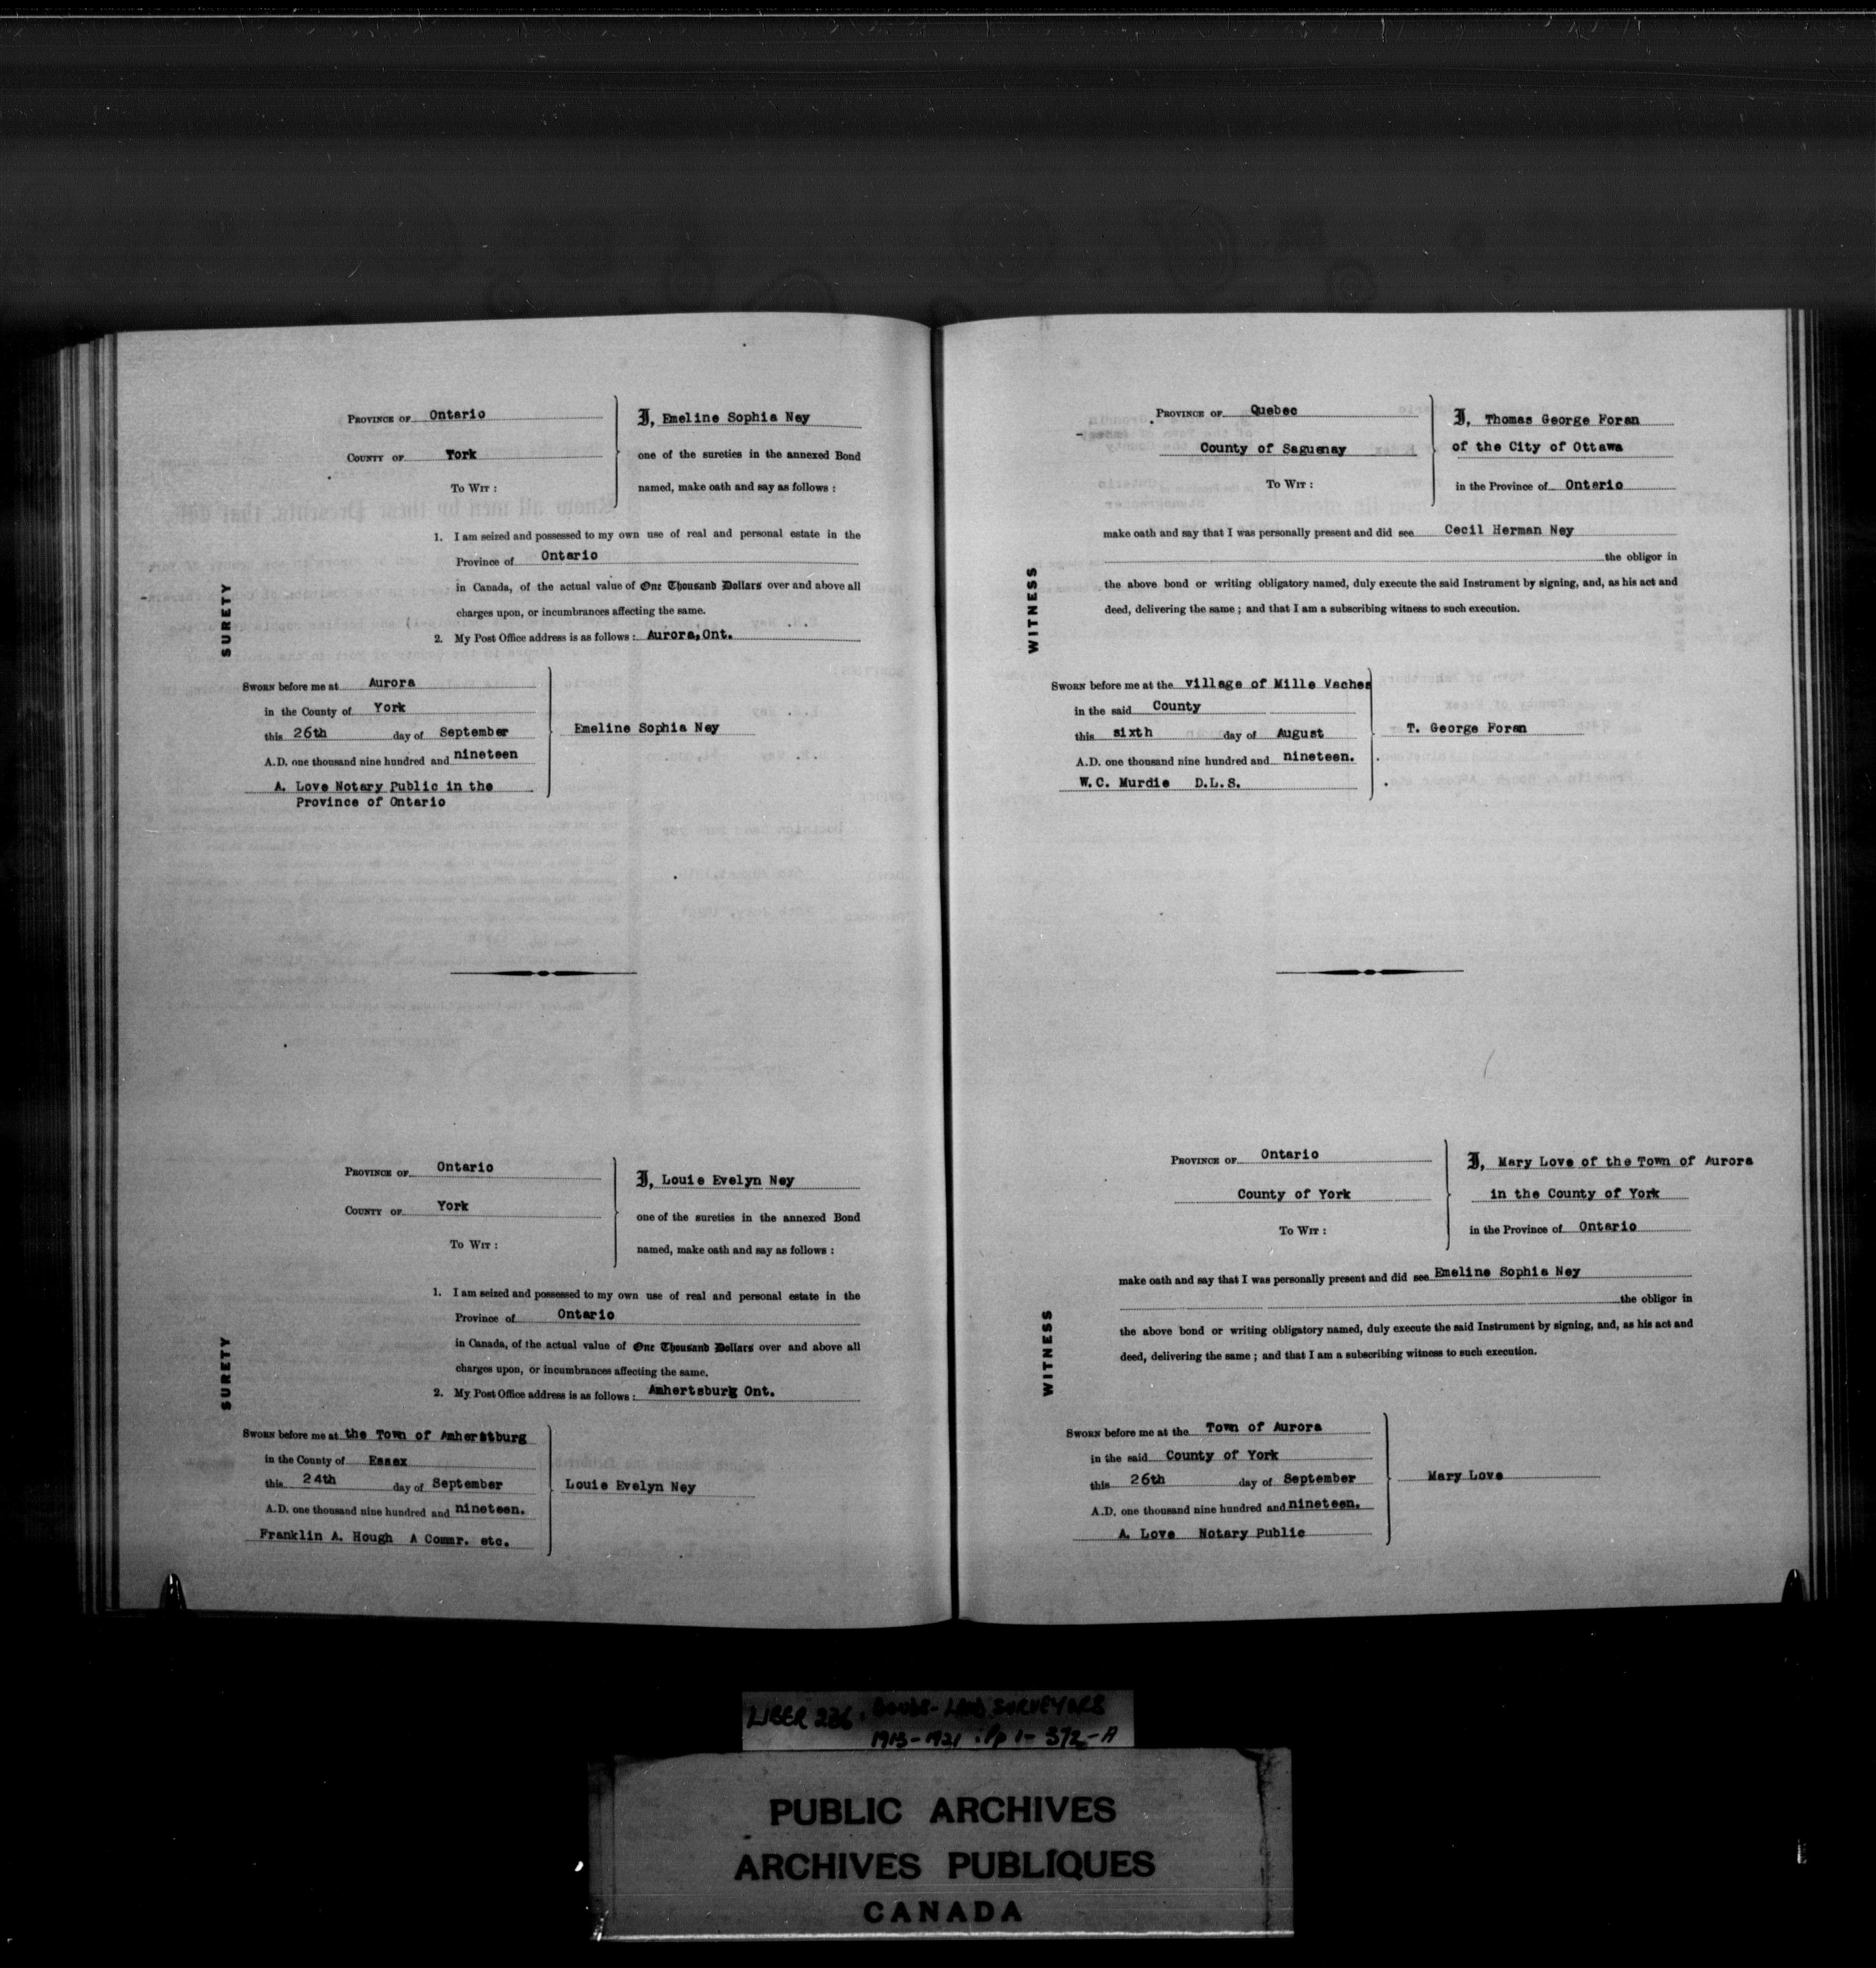 SURETY
PROVINCE OF Ontario
COUNTY OF York
TO WIT :
I, Emeline Sophia Ney
one of the sureties in the annexed Bond
named, make oath and say as follows :
1. I am seized and possessed to my own use of real and personal estate in the
Province of Ontario
in Canada, of the actual value of One Thousand Dollars over and above all
charges upon, or incumbrances affecting the same.
2. My Post Office address is as follows : Aurora, Ont.
SWORN before me at Aurora
in the County of York
this 26th day of September
A.D. one thousand nine hundred and nineteen
A. Love Notary Public in the
Province of Ontario
Emeline Sophia Ney
SURETY
PROVINCE OF Ontario
COUNTY OF York
TO WIT :
I, Louie Evelyn Ney
one of the sureties in the annexed Bond
named, make oath and say as follows :
1. I am seized and possessed to my own use of real and personal estate in the
Province of Ontario
in Canada, of the actual value of One Thousand Dollars over and above all
charges upon, or incumbrances affecting the same.
2. My Post Office address is as follows : Amhertsburg Ont.
SWORN before me at the Town of Amherstburg
in the County of Essex
this 24th day of September
A.D. one thousand nine hundred and nineteen.
Franklin A. Hough A Commr. etc.
Louie Evelyn Ney
WITNESS
PROVINCE OF Quebec
County of Saguenay
TO WIT :
I, Thomas George Foran
of the City of Ottawa
in the Province of Ontario
make oath and say that I was personally present and did see Cecil Herman Ney
the obligor in
the above bond or writing obligatory named, duly execute the said Instrument by signing, and, as his act and
deed, delivering the same ; and that I am a subscribing witness to such execution.
SWORN before me at the village of Mille Vaches
in the said County
this sixth day of August
A.D. one thousand nine hundred and nineteen.
W.C. Murdie D.L.S.
T. George Foran
WITNESS
PROVINCE OF Ontario
County of York
TO WIT :
I, Mary Love of the Town of Aurora
in the County of York
in the Province of Ontario
make oath and say that I was personally present and did see Emeline Sophia Ney
the obligor in
the above bond or writing obligatory named, duly execute the said Instrument by signing, and, as his act and
deed, delivering the same ; and that I am a subscribing witness to such execution.
SWORN before me at the Town of Aurora
in the said County of York
this 26th day of September
A.D. one thousand nine hundred and nineteen.
A. Love Notary Public
Mary Love
LIBER 236. BONDS - LAND SURVEYORS
1913-1921 : Pp 1-372-A
PUBLIC ARCHIVES
ARCHIVES PUBLIQUES
CANADA